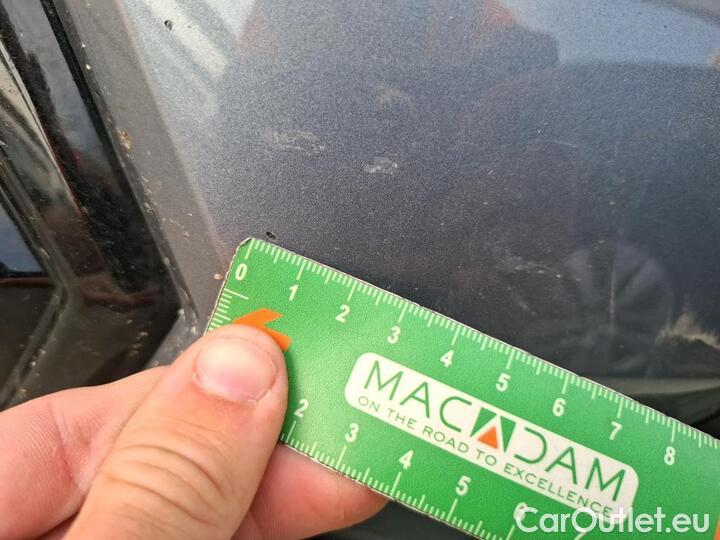 0 1 2 3 4 5 6 7 8
MACADAM
ON THE ROAD TO EXCELLENCE
2 3 4 5 6
CarOutlet.eu